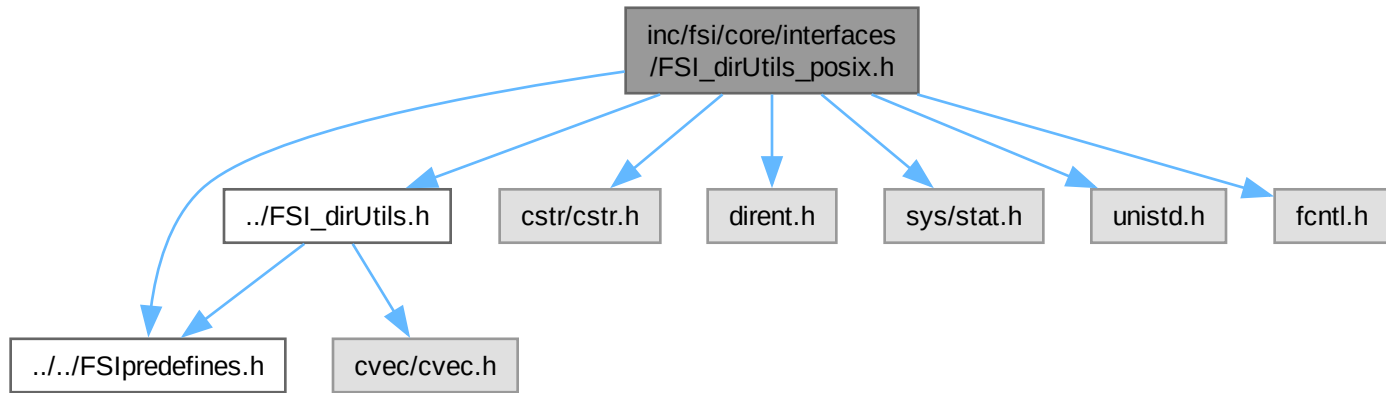 inc/fsi/core/interfaces
/FSI_dirUtils_posix.h
../FSI_dirUtils.h
cstr/cstr.h
dirent.h
sys/stat.h
unistd.h
fcntl.h
../../FSIpredefines.h
cvec/cvec.h